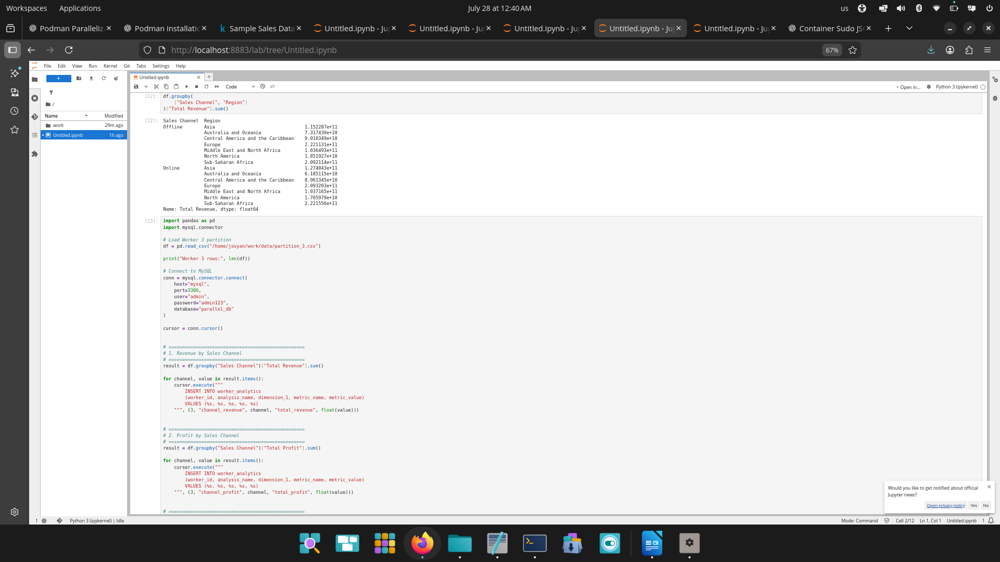 Workspaces Applications July 28 at 12:40 AM us
Podman Paralleliz Podman installatio Sample Sales Data Untitled.ipynb - Ju Untitled.ipynb - Ju Untitled.ipynb - Ju Untitled.ipynb - Ju Untitled.ipynb - Ju Container Sudo JS
http://localhost:8883/lab/tree/Untitled.ipynb 67%
File Edit View Run Kernel Git Tabs Settings Help
Untitled.ipynb
Code git Open in... Python 3 (ipykernel)
/
Name Modified
work 29m ago
Untitled.ipynb 1h ago
[12]: df.groupby(
["Sales Channel", "Region"]
)["Total Revenue"].sum()
[12]: Sales Channel Region
Offline Asia 1.152287e+11
Australia and Oceania 7.317439e+10
Central America and the Caribbean 9.010349e+10
Europe 2.221131e+11
Middle East and North Africa 1.036493e+11
North America 1.851927e+10
Sub-Saharan Africa 2.092114e+11
Online Asia 1.274043e+11
Australia and Oceania 6.185115e+10
Central America and the Caribbean 8.961345e+10
Europe 2.093203e+11
Middle East and North Africa 1.037165e+11
North America 1.765979e+10
Sub-Saharan Africa 2.221556e+11
Name: Total Revenue, dtype: float64
[13]: import pandas as pd
import mysql.connector
# Load Worker 3 partition
df = pd.read_csv("/home/jovyan/work/data/partition_3.csv")
print("Worker 3 rows:", len(df))
# Connect to MySQL
conn = mysql.connector.connect(
host="mysql",
port=3306,
user="admin",
password="admin123",
database="parallel_db"
)
cursor = conn.cursor()
# ==================================================
# 1. Revenue by Sales Channel
# ==================================================
result = df.groupby("Sales Channel")["Total Revenue"].sum()
for channel, value in result.items():
cursor.execute("""
INSERT INTO worker_analytics
(worker_id, analysis_name, dimension_1, metric_name, metric_value)
VALUES (%s, %s, %s, %s, %s)
""", (3, "channel_revenue", channel, "total_revenue", float(value)))
# ==================================================
# 2. Profit by Sales Channel
# ==================================================
result = df.groupby("Sales Channel")["Total Profit"].sum()
for channel, value in result.items():
cursor.execute("""
INSERT INTO worker_analytics
(worker_id, analysis_name, dimension_1, metric_name, metric_value)
VALUES (%s, %s, %s, %s, %s)
""", (3, "channel_profit", channel, "total_profit", float(value)))
# ==================================================
Would you like to get notified about official
Jupyter news?
Open privacy policy Yes No
1 Python 3 (ipykernel) | Idle Mode: Command Cell 2/12 Ln 1, Col 1 Untitled.ipynb 1